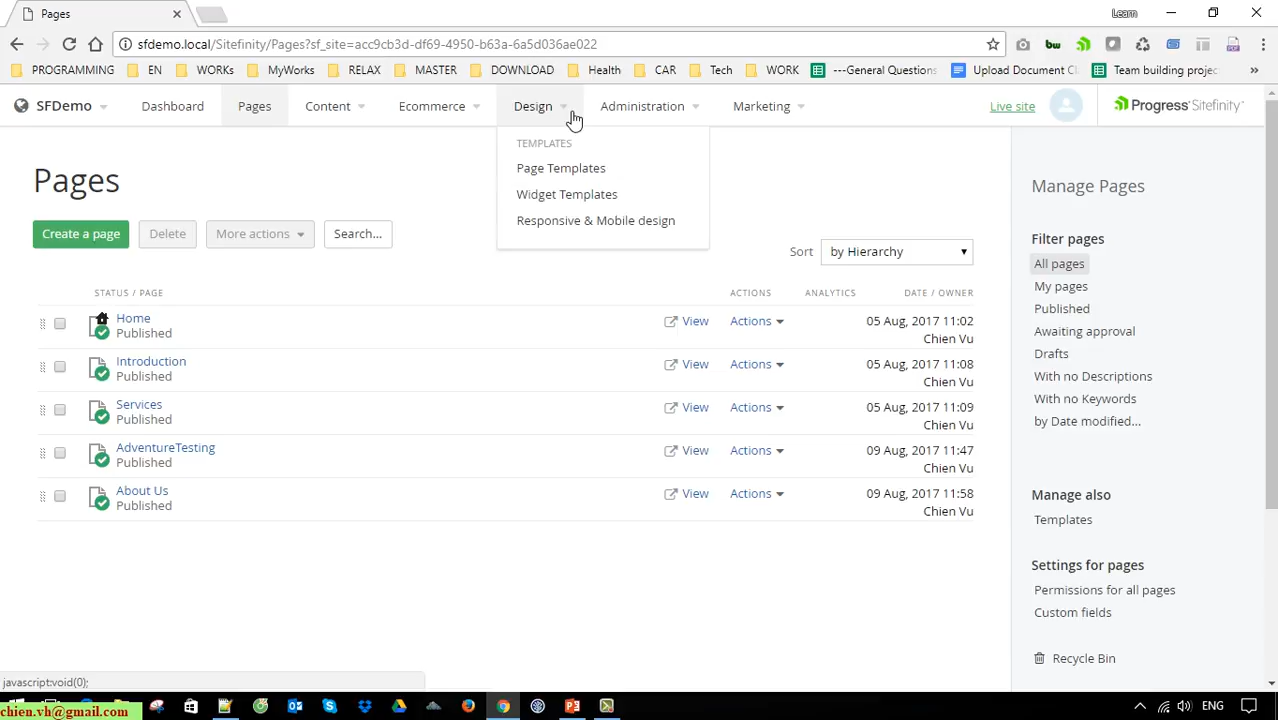 Pages
Learn
sfdemo.local/Sitefinity/Pages?sf_site=acc9cb3d-df69-4950-b63a-6a5d036ae022
PROGRAMMING EN WORKs MyWorks RELAX MASTER DOWNLOAD Health CAR Tech WORK ---General Questions Upload Document Cl Team building projec »
SFDemo Dashboard Pages Content Ecommerce Design Administration Marketing Live site Progress Sitefinity
TEMPLATES
Page Templates
Widget Templates
Responsive & Mobile design
Pages
Create a page Delete More actions Search...
Sort by Hierarchy
STATUS / PAGE ACTIONS ANALYTICS DATE / OWNER
Home View Actions 05 Aug, 2017 11:02
Published Chien Vu
Introduction View Actions 05 Aug, 2017 11:08
Published Chien Vu
Services View Actions 05 Aug, 2017 11:09
Published Chien Vu
AdventureTesting View Actions 09 Aug, 2017 11:47
Published Chien Vu
About Us View Actions 09 Aug, 2017 11:58
Published Chien Vu
Manage Pages
Filter pages
All pages
My pages
Published
Awaiting approval
Drafts
With no Descriptions
With no Keywords
by Date modified...
Manage also
Templates
Settings for pages
Permissions for all pages
Custom fields
Recycle Bin
javascript:void(0);
chien.vh@gmail.com
ENG